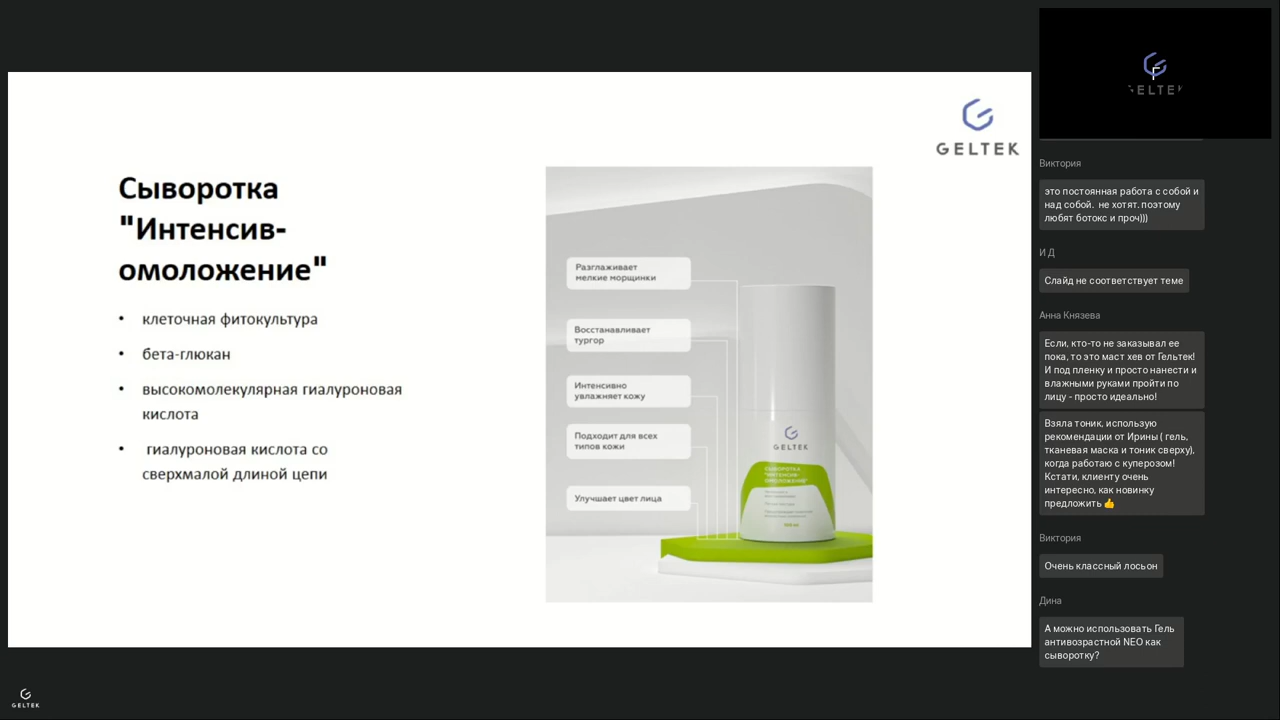 GELTEK
Сыворотка
"Интенсив-
омоложение"
• клеточная фитокультура
• бета-глюкан
• высокомолекулярная гиалуроновая
кислота
• гиалуроновая кислота со
сверхмалой длиной цепи
Разглаживает
мелкие морщинки
Восстанавливает
тургор
Интенсивно
увлажняет кожу
Подходит для всех
типов кожи
Улучшает цвет лица
GELTEK
СЫВОРОТКА
"ИНТЕНСИВ-
ОМОЛОЖЕНИЕ"
GELTEK
Виктория
это постоянная работа с собой и
над собой. не хотят. поэтому
любят ботокс и проч)))
И Д
Слайд не соответствует теме
Анна Князева
Если, кто-то не заказывал ее
пока, то это маст хев от Гельтек!
И под пленку и просто нанести и
влажными руками пройти по
лицу - просто идеально!
Взяла тоник, использую
рекомендации от Ирины ( гель,
тканевая маска и тоник сверху),
когда работаю с куперозом!
Кстати, клиенту очень
интересно, как новинку
предложить 👍
Виктория
Очень классный лосьон
Дина
А можно использовать Гель
антивозрастной NEO как
сыворотку?
GELTEK